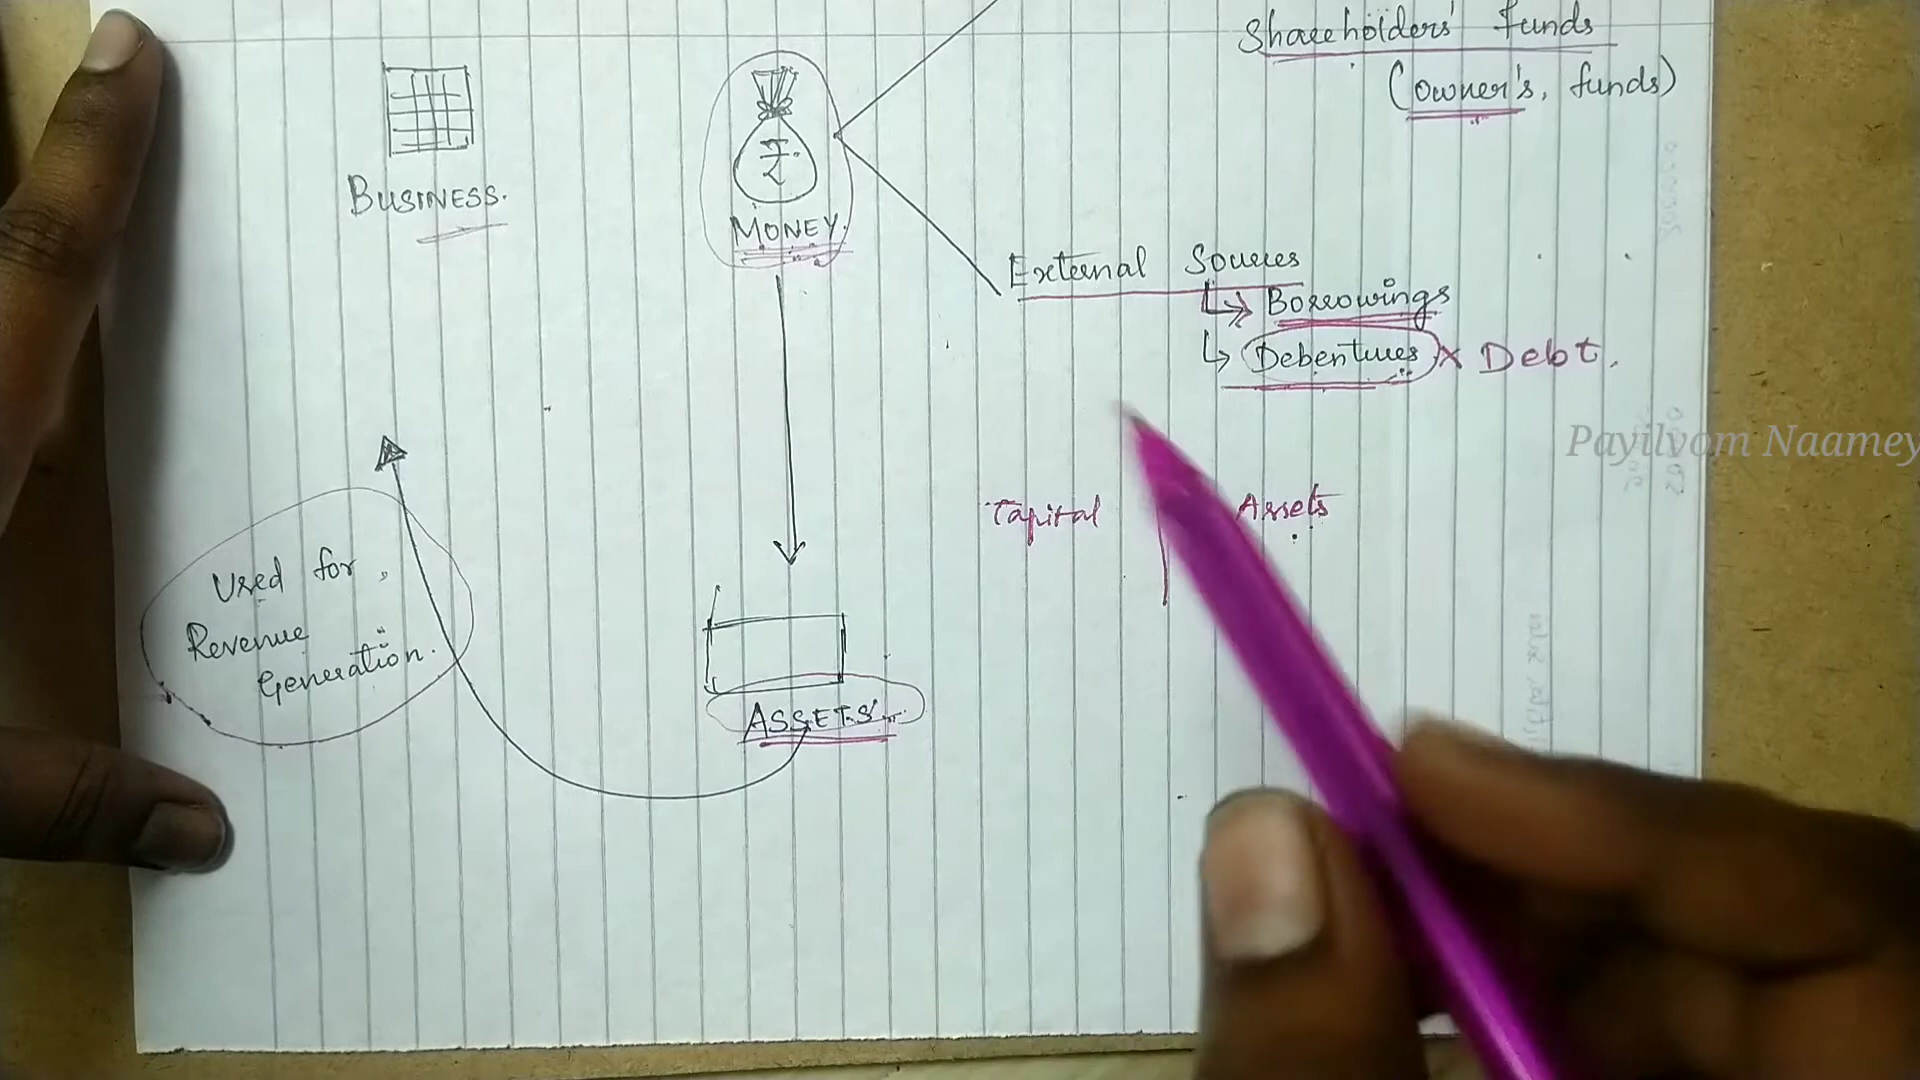 Shareholders' funds
(owner's, funds)
BUSINESS.
₹
MONEY.
External Sources
Borrowings
Debentures x Debt.
Payilvom Naamey
Capital Assets
Used for,
Revenue
Generation.
ASSETS